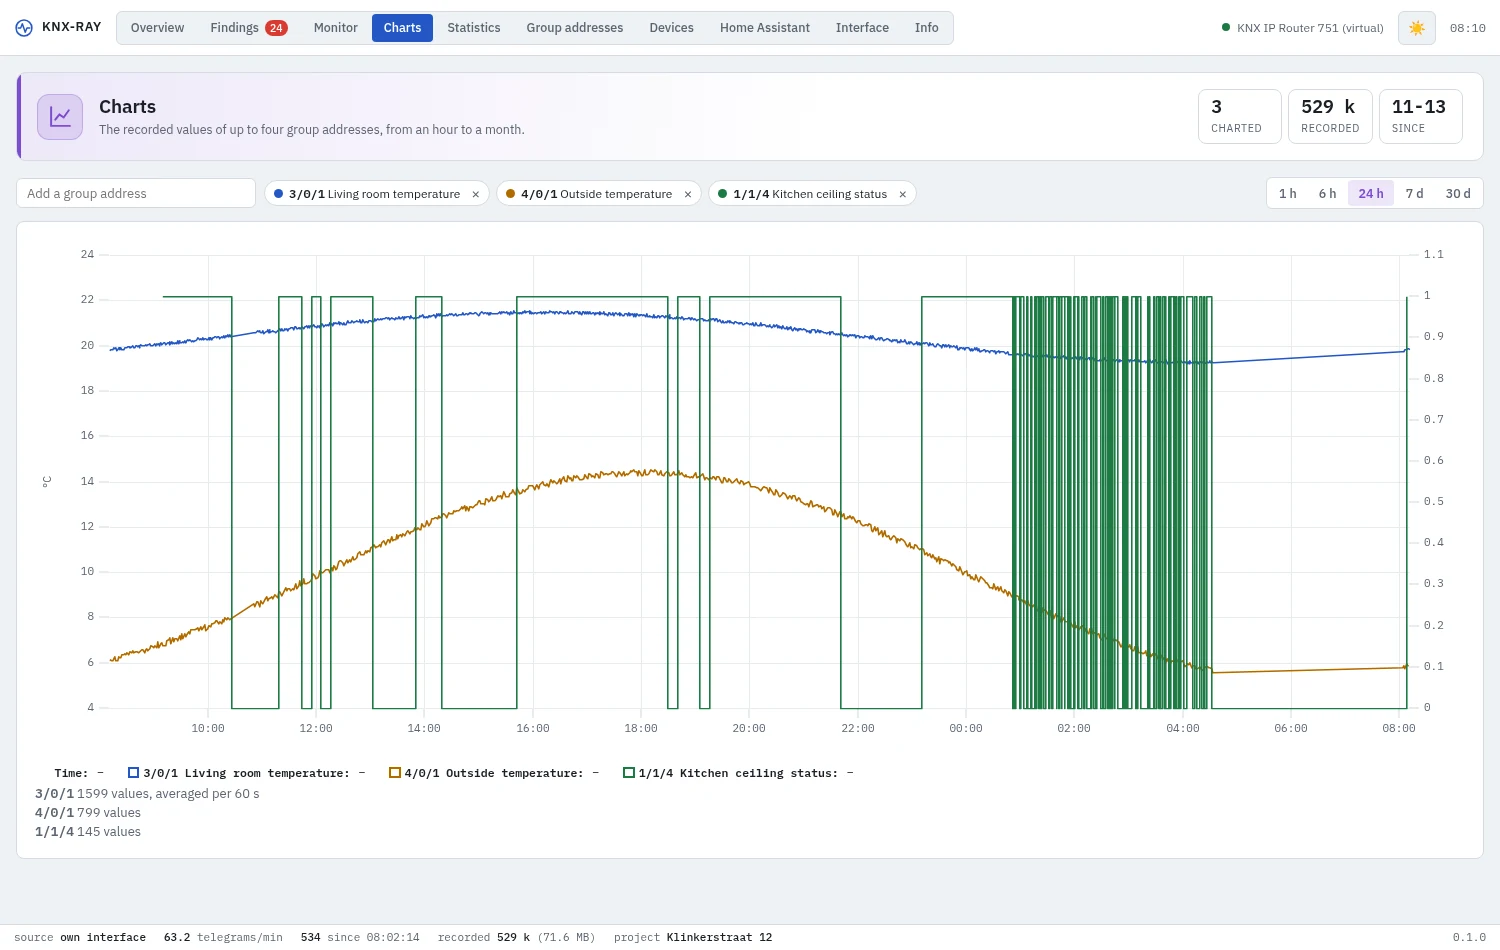 KNX-RAY Overview Findings 24 Monitor Charts Statistics Group addresses Devices Home Assistant Interface Info KNX IP Router 751 (virtual) 08:10
Charts
The recorded values of up to four group addresses, from an hour to a month.
3 529 k 11-13
CHARTED RECORDED SINCE
Add a group address 3/0/1 Living room temperature × 4/0/1 Outside temperature × 1/1/4 Kitchen ceiling status × 1 h 6 h 24 h 7 d 30 d
24 1.1
22 1
20 0.9
18 0.8
16 0.7
14 0.6
12 0.5
10 0.4
8 0.3
6 0.2
4 0.1
0
°C
10:00 12:00 14:00 16:00 18:00 20:00 22:00 00:00 02:00 04:00 06:00 08:00
Time: – 3/0/1 Living room temperature: – 4/0/1 Outside temperature: – 1/1/4 Kitchen ceiling status: –
3/0/1 1599 values, averaged per 60 s
4/0/1 799 values
1/1/4 145 values
source own interface 63.2 telegrams/min 534 since 08:02:14 recorded 529 k (71.6 MB) project Klinkerstraat 12 0.1.0